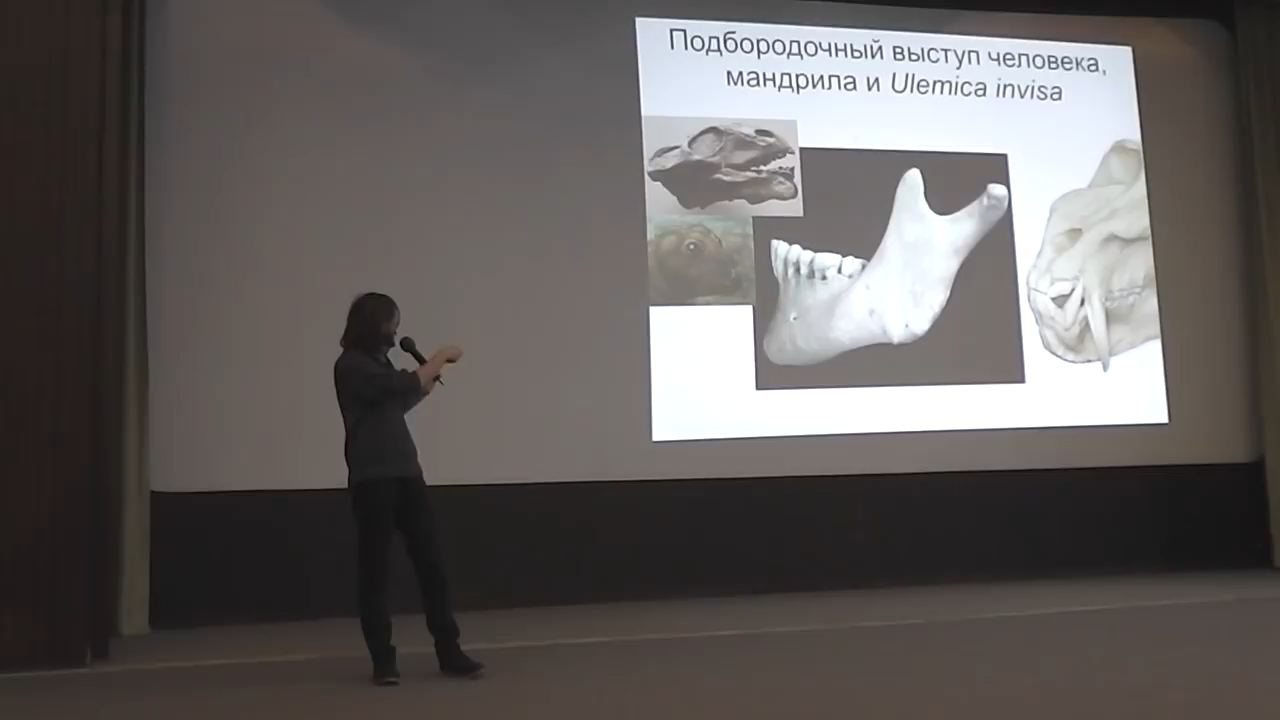 Подбородочный выступ человека,
мандрила и Ulemica invisa